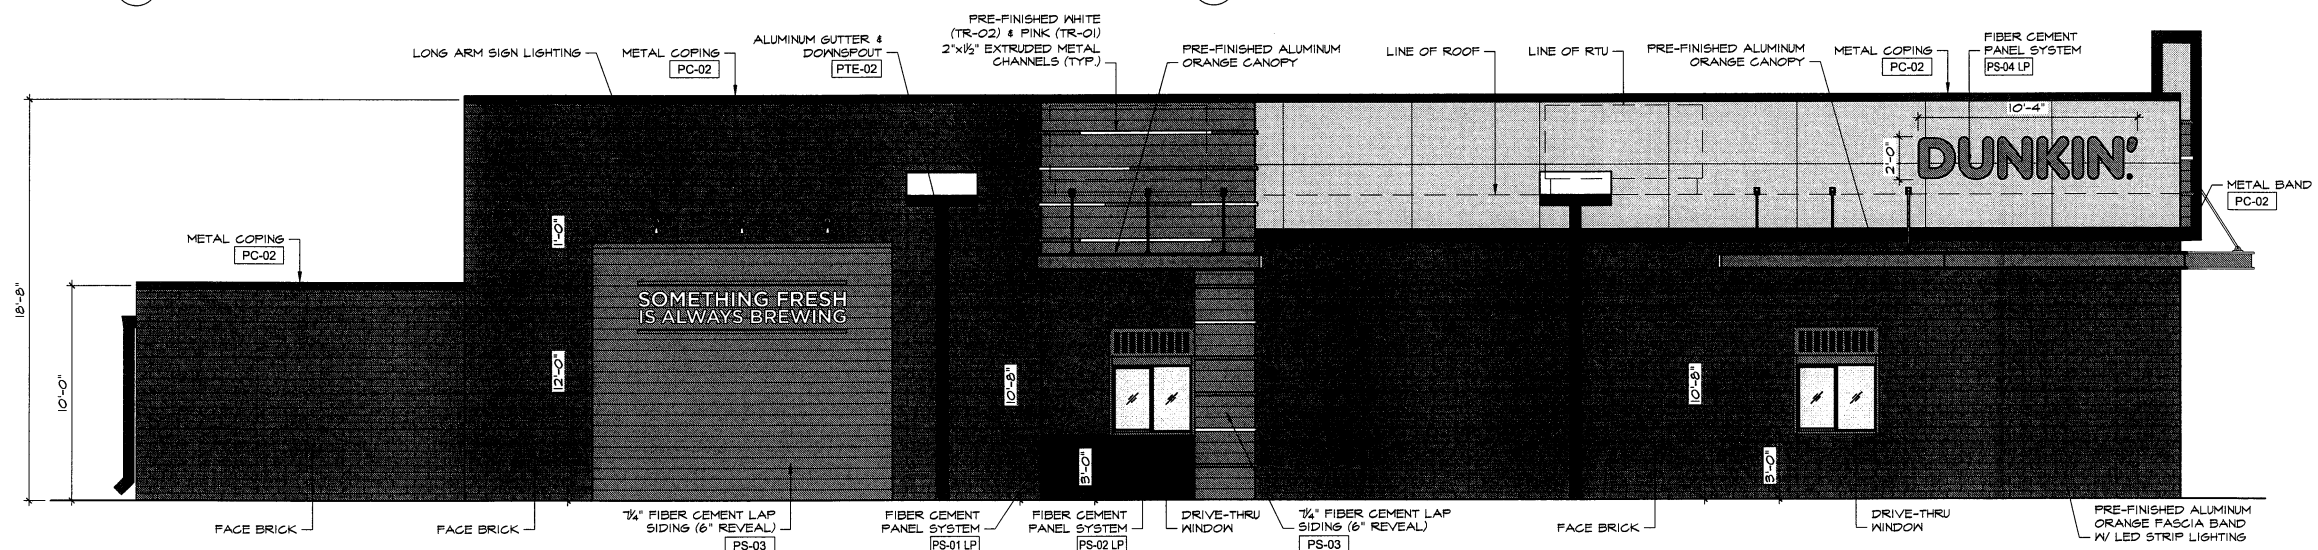 PRE-FINISHED WHITE
(TR-02) & PINK (TR-01)
2"x1½" EXTRUDED METAL
CHANNELS (TYP.)
LONG ARM SIGN LIGHTING
METAL COPING
PC-02
ALUMINUM GUTTER &
DOWNSPOUT
PTE-02
PRE-FINISHED ALUMINUM
ORANGE CANOPY
LINE OF ROOF
LINE OF RTU
PRE-FINISHED ALUMINUM
ORANGE CANOPY
METAL COPING
PC-02
FIBER CEMENT
PANEL SYSTEM
PS-04 LP
10'-4"
2'-0"
DUNKIN'
METAL BAND
PC-02
METAL COPING
PC-02
1'-0"
18'-8"
10'-0"
12'-0"
SOMETHING FRESH
IS ALWAYS BREWING
10'-8"
3'-0"
10'-8"
3'-0"
FACE BRICK
FACE BRICK
7¼" FIBER CEMENT LAP
SIDING (6" REVEAL)
PS-03
FIBER CEMENT
PANEL SYSTEM
PS-01 LP
FIBER CEMENT
PANEL SYSTEM
PS-02 LP
DRIVE-THRU
WINDOW
7¼" FIBER CEMENT LAP
SIDING (6" REVEAL)
PS-03
FACE BRICK
DRIVE-THRU
WINDOW
PRE-FINISHED ALUMINUM
ORANGE FASCIA BAND
W/ LED STRIP LIGHTING